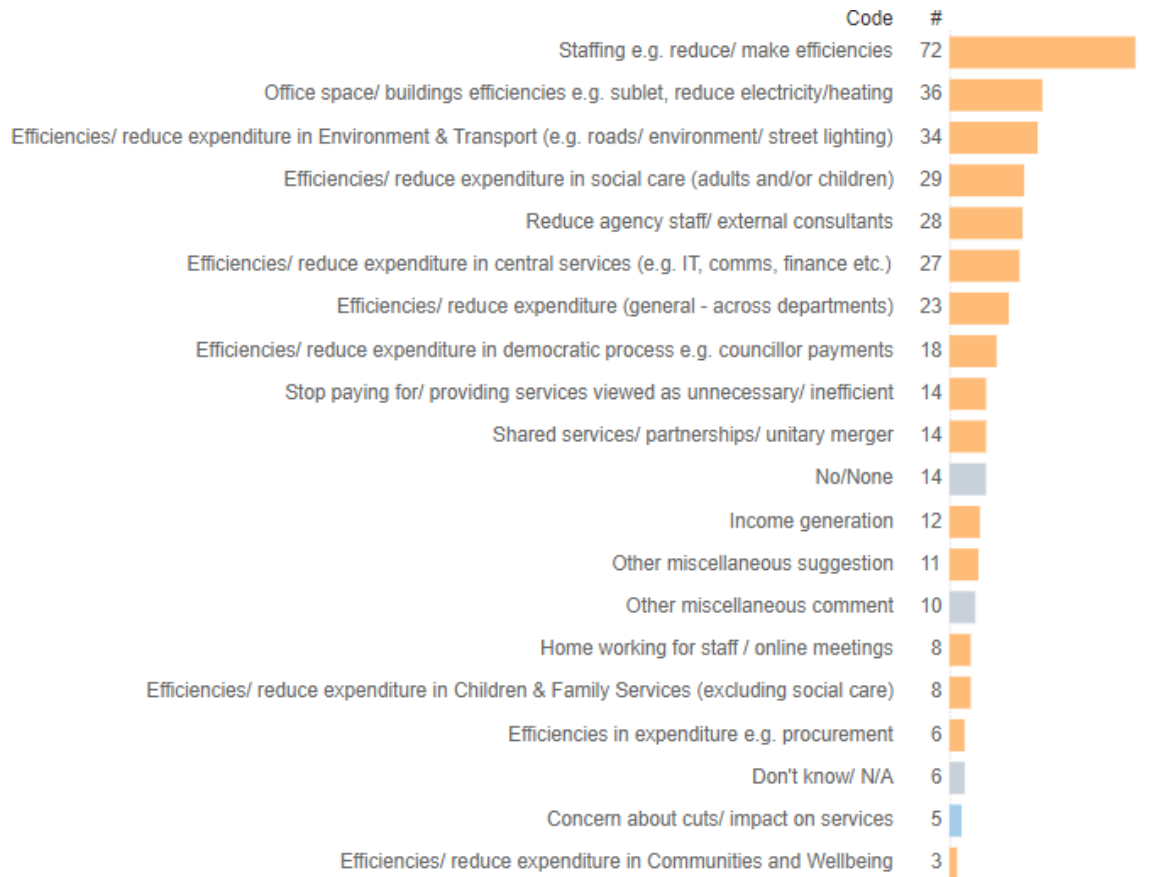 Code #
Staffing e.g. reduce/ make efficiencies 72
Office space/ buildings efficiencies e.g. sublet, reduce electricity/heating 36
Efficiencies/ reduce expenditure in Environment & Transport (e.g. roads/ environment/ street lighting) 34
Efficiencies/ reduce expenditure in social care (adults and/or children) 29
Reduce agency staff/ external consultants 28
Efficiencies/ reduce expenditure in central services (e.g. IT, comms, finance etc.) 27
Efficiencies/ reduce expenditure (general - across departments) 23
Efficiencies/ reduce expenditure in democratic process e.g. councillor payments 18
Stop paying for/ providing services viewed as unnecessary/ inefficient 14
Shared services/ partnerships/ unitary merger 14
No/None 14
Income generation 12
Other miscellaneous suggestion 11
Other miscellaneous comment 10
Home working for staff / online meetings 8
Efficiencies/ reduce expenditure in Children & Family Services (excluding social care) 8
Efficiencies in expenditure e.g. procurement 6
Don't know/ N/A 6
Concern about cuts/ impact on services 5
Efficiencies/ reduce expenditure in Communities and Wellbeing 3